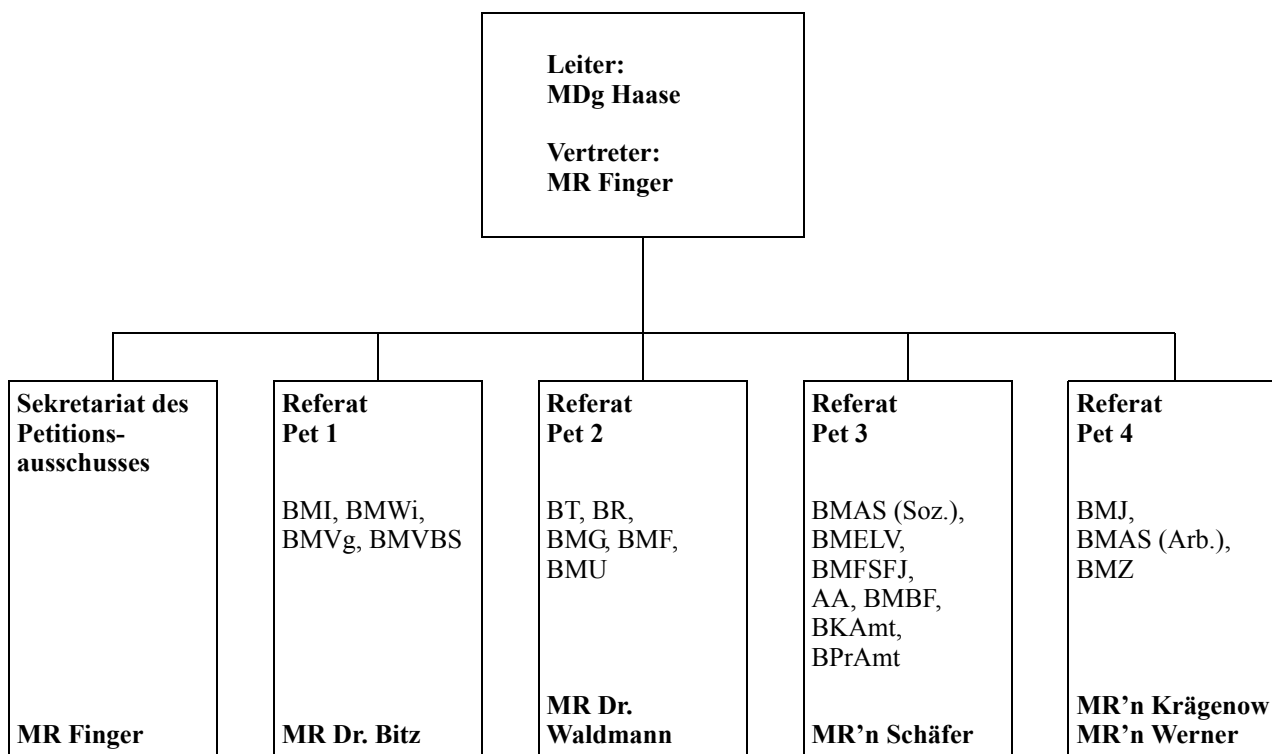 Leiter:
MDg Haase
Vertreter:
MR Finger
Sekretariat des
Petitions-
ausschusses
MR Finger
Referat
Pet 1
BMI, BMWi,
BMVg, BMVBS
MR Dr. Bitz
Referat
Pet 2
BT, BR,
BMG, BMF,
BMU
MR Dr.
Waldmann
Referat
Pet 3
BMAS (Soz.),
BMELV,
BMFSFJ,
AA, BMBF,
BKAmt,
BPrAmt
MR’n Schäfer
Referat
Pet 4
BMJ,
BMAS (Arb.),
BMZ
MR’n Krägenow
MR’n Werner